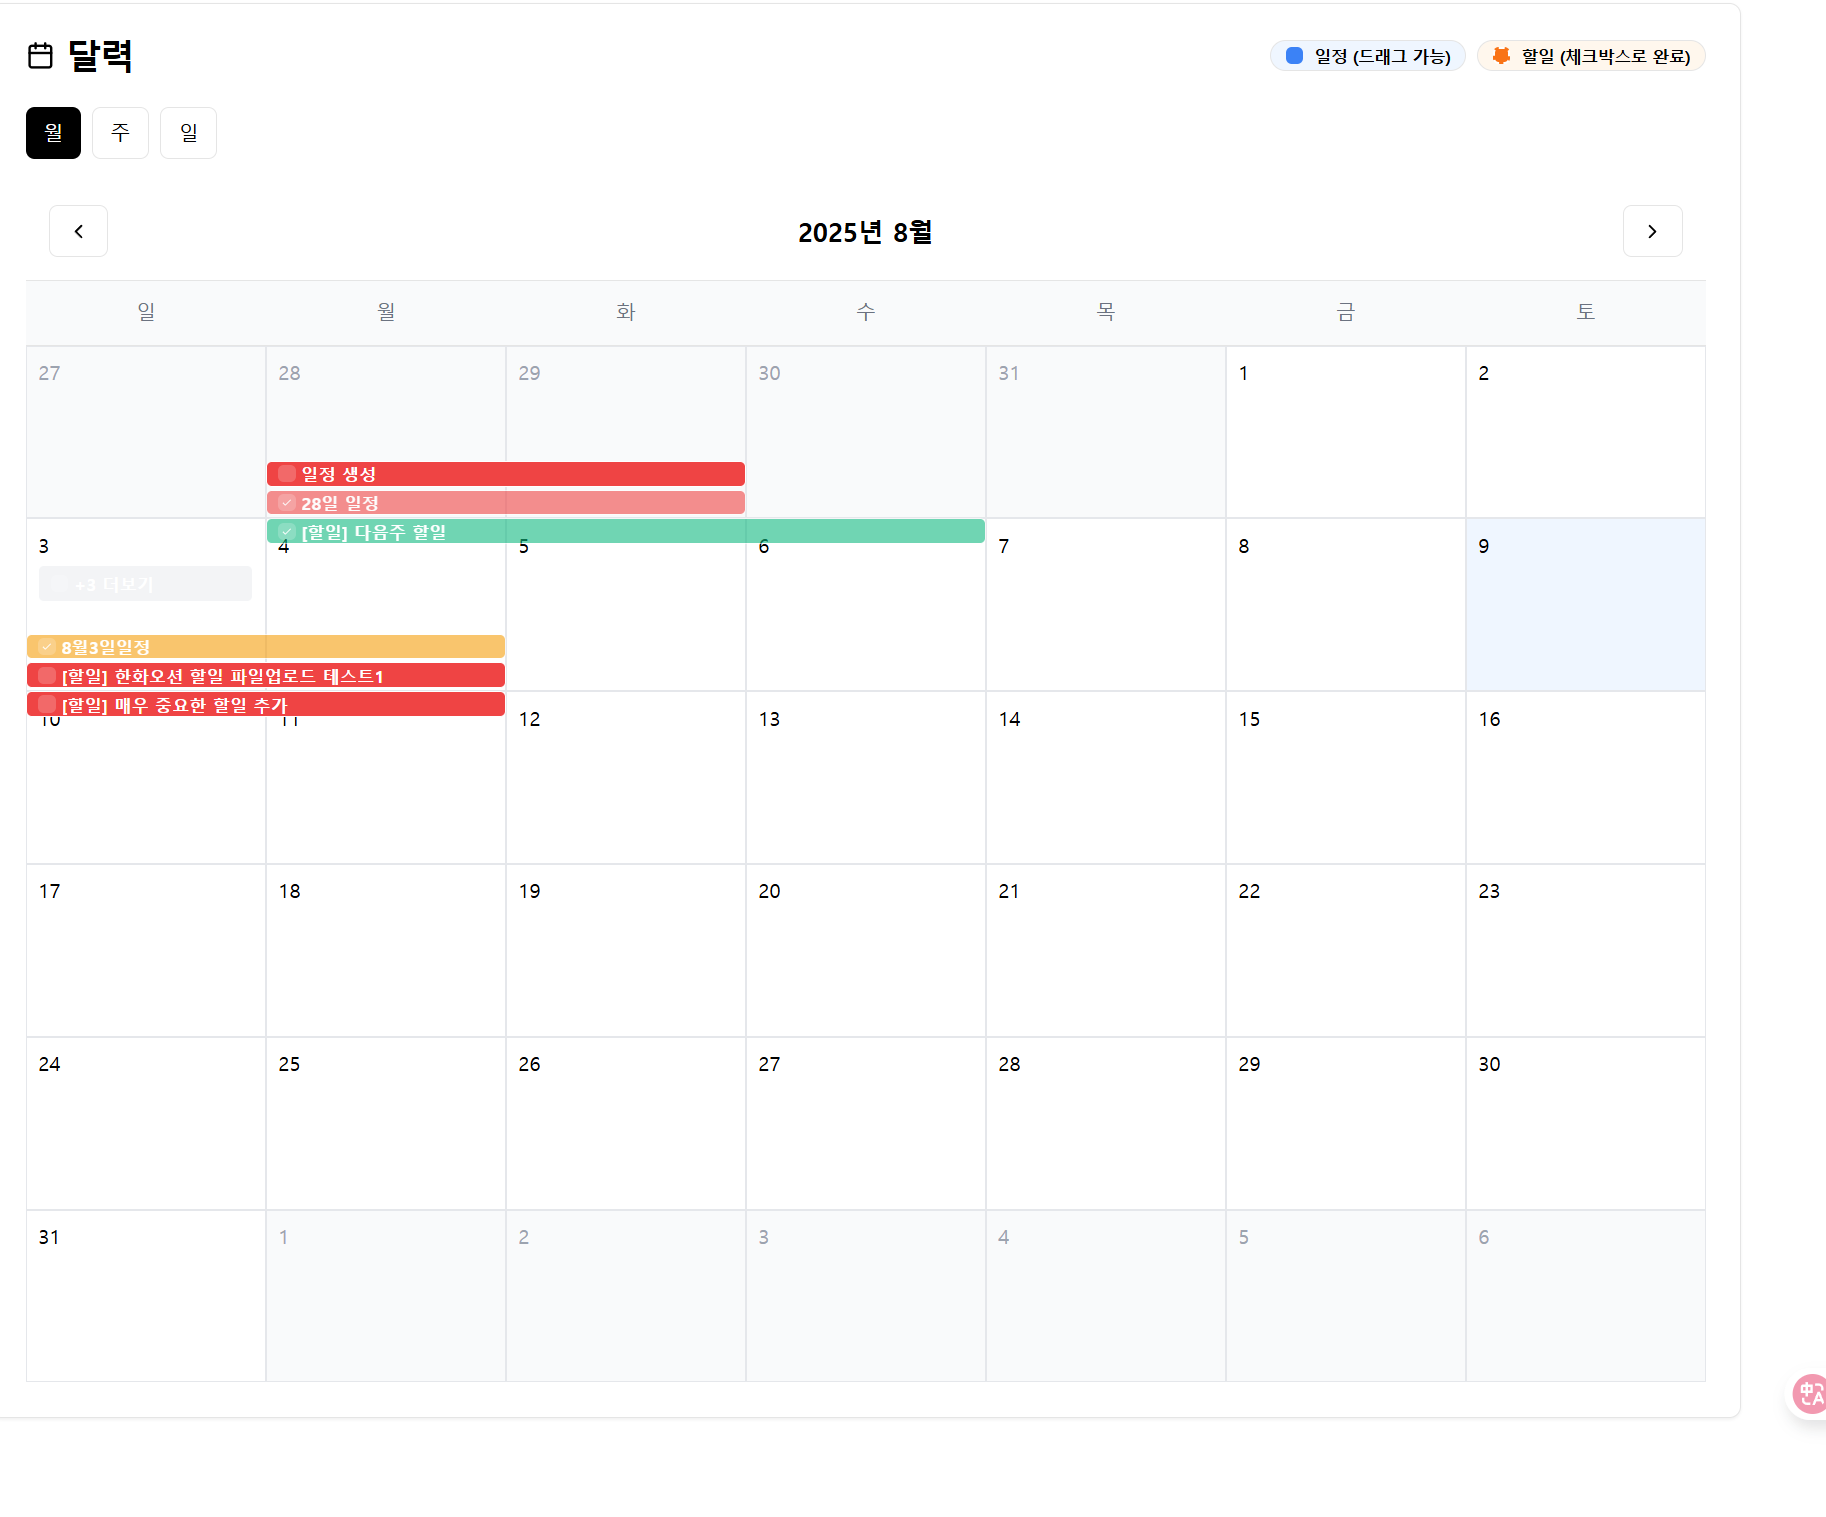 달력
일정 (드래그 가능) 할일 (체크박스로 완료)
월 주 일
2025년 8월
일 월 화 수 목 금 토
27 28 29 30 31 1 2
일정 생성
28일 일정
[할일] 다음주 할일
3 4 5 6 7 8 9
+3 더보기
8월3일일정
[할일] 한화오션 할일 파일업로드 테스트1
[할일] 매우 중요한 할일 추가
10 11 12 13 14 15 16
17 18 19 20 21 22 23
24 25 26 27 28 29 30
31 1 2 3 4 5 6
中 A